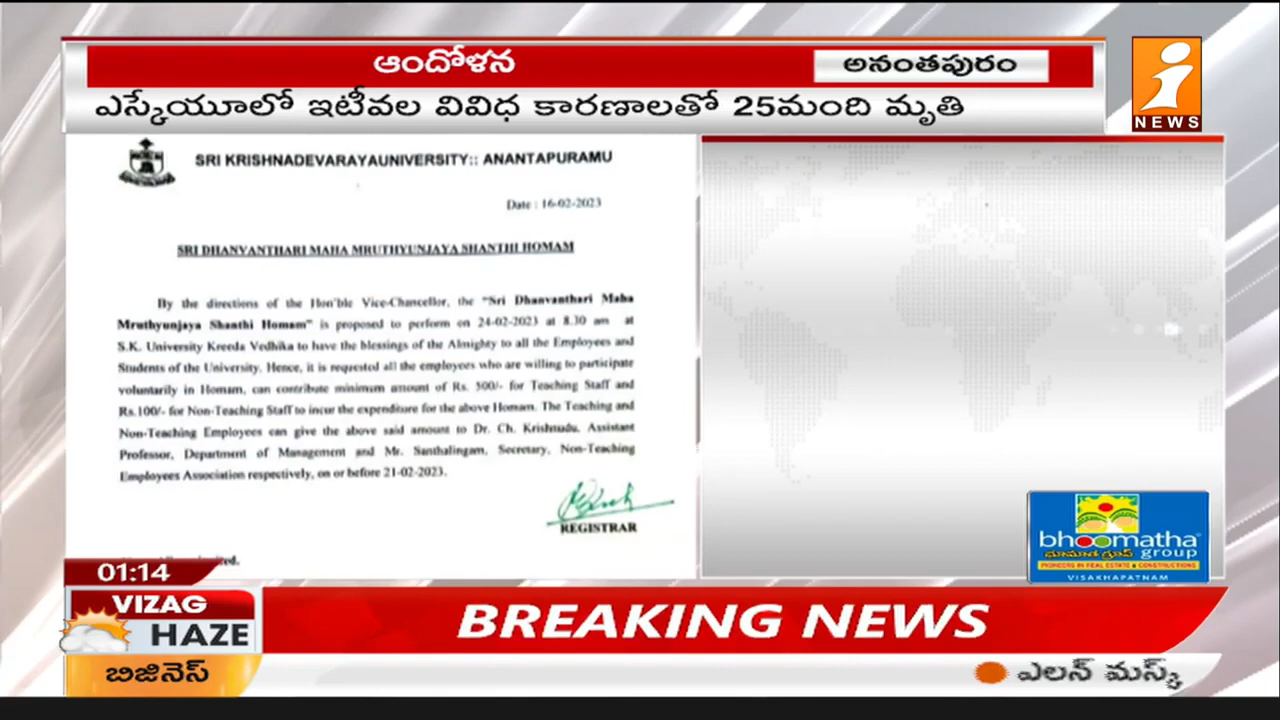 ఆందోళన
అనంతపురం
ఎస్కేయూలో ఇటీవల వివిధ కారణాలతో 25మంది మృతి
i
NEWS
SRI KRISHNADEVARAYAUNIVERSITY:: ANANTAPURAMU
Date : 16-02-2023
SRI DHANVANTHARI MAHA MRUTHYUNJAYA SHANTHI HOMAM
By the directions of the Hon'ble Vice-Chancellor, the "Sri Dhanvanthari Maha
Mruthyunjaya Shanthi Homam" is proposed to perform on 24-02-2023 at 8.30 am at
S.K. University Kreeda Vedhika to have the blessings of the Almighty to all the Employees and
Students of the University. Hence, it is requested all the employees who are willing to participate
voluntarily in Homam, can contribute minimum amount of Rs. 500/- for Teaching Staff and
Rs.100/- for Non-Teaching Staff to incur the expenditure for the above Homam. The Teaching and
Non-Teaching Employees can give the above said amount to Dr. Ch. Krishnudu, Assistant
Professor, Department of Management and Mr. Santhalingam, Secretary, Non-Teaching
Employees Association respectively, on or before 21-02-2023.
REGISTRAR
bhoomatha
భూమాత గ్రూప్ group
PIONEERS IN REAL ESTATE & CONSTRUCTIONS
VISAKHAPATNAM
01:14
VIZAG
HAZE
BREAKING NEWS
బిజినెస్
ఎలన్ మస్క్